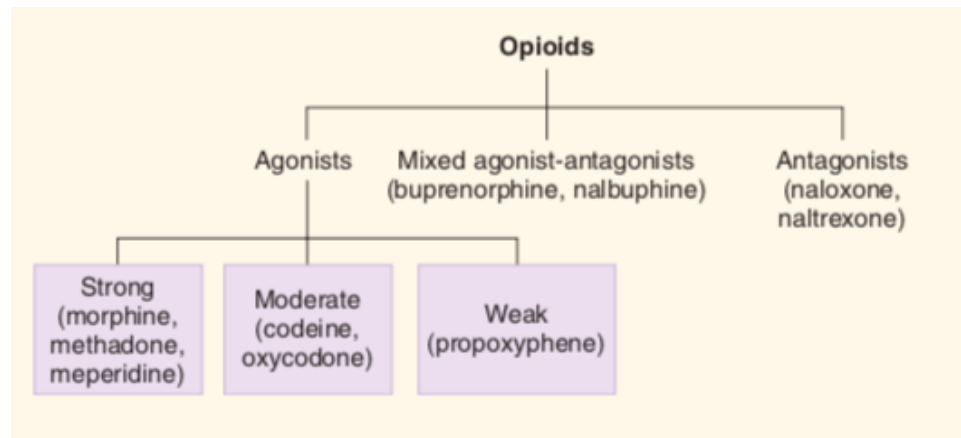 Opioids
Agonists
Mixed agonist-antagonists
(buprenorphine, nalbuphine)
Antagonists
(naloxone,
naltrexone)
Strong
(morphine,
methadone,
meperidine)
Moderate
(codeine,
oxycodone)
Weak
(propoxyphene)